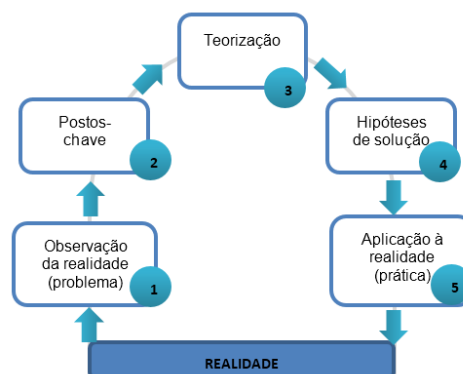 Observação
da realidade
(problema)
1
Postos-
chave
2
Teorização
3
Hipóteses
de solução
4
Aplicação à
realidade
(prática)
5
REALIDADE